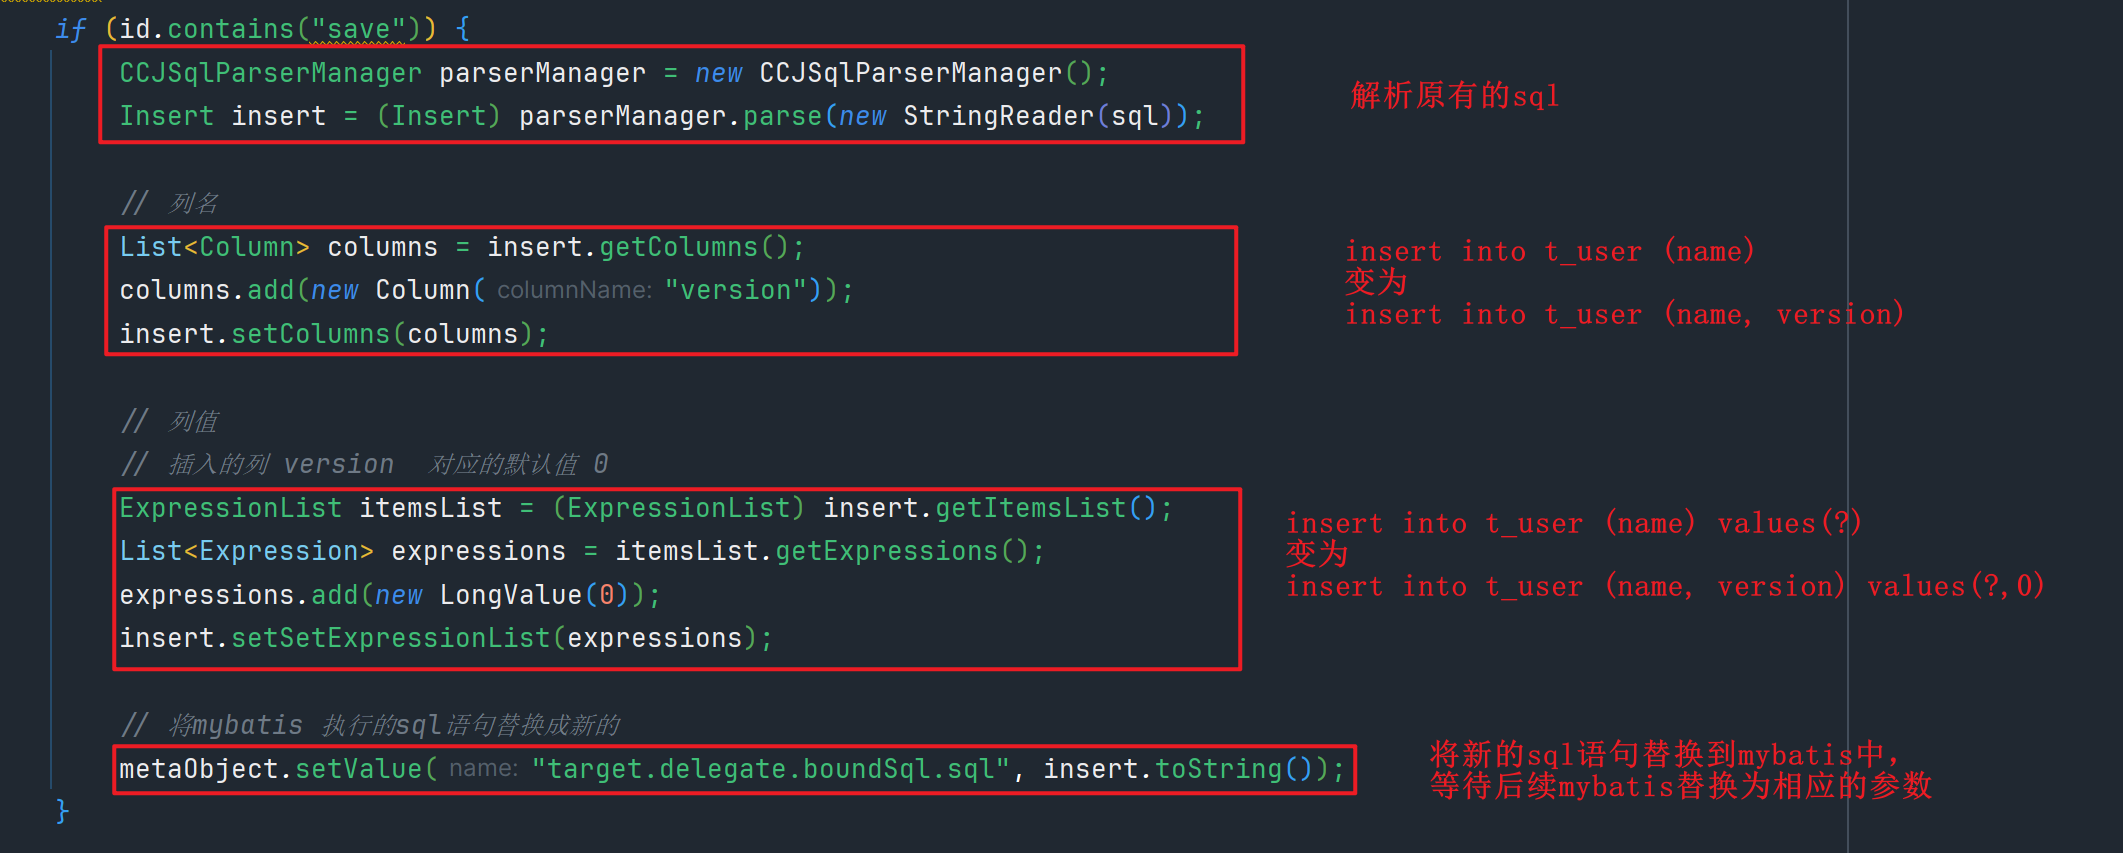 if (id.contains("save")) {
CCJSqlParserManager parserManager = new CCJSqlParserManager();
Insert insert = (Insert) parserManager.parse(new StringReader(sql));
解析原有的sql
// 列名
List<Column> columns = insert.getColumns();
columns.add(new Column( columnName: "version"));
insert.setColumns(columns);
insert into t_user (name)
变为
insert into t_user (name, version)
// 列值
// 插入的列 version  对应的默认值 0
ExpressionList itemsList = (ExpressionList) insert.getItemsList();
List<Expression> expressions = itemsList.getExpressions();
expressions.add(new LongValue(0));
insert.setSetExpressionList(expressions);
insert into t_user (name) values(?)
变为
insert into t_user (name, version) values(?,0)
// 将mybatis 执行的sql语句替换成新的
metaObject.setValue( name: "target.delegate.boundSql.sql", insert.toString());
将新的sql语句替换到mybatis中,
等待后续mybatis替换为相应的参数
}